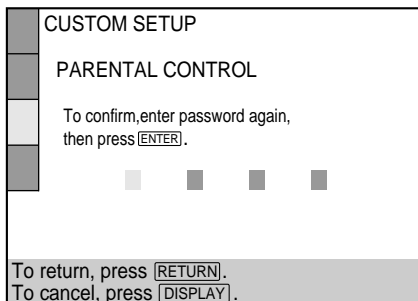 CUSTOM SETUP
PARENTAL CONTROL
To confirm,enter password again,
then press ENTER.
To return, press RETURN.
To cancel, press DISPLAY.